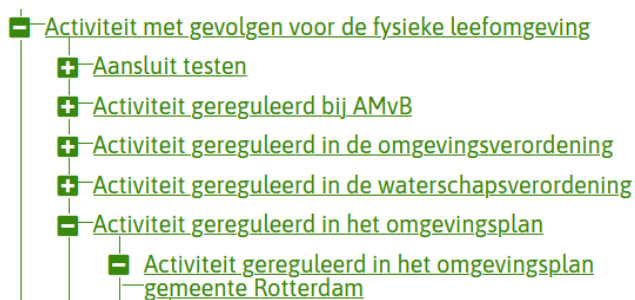 Activiteit met gevolgen voor de fysieke leefomgeving
Aansluit testen
Activiteit gereguleerd bij AMvB
Activiteit gereguleerd in de omgevingsverordening
Activiteit gereguleerd in de waterschapsverordening
Activiteit gereguleerd in het omgevingsplan
Activiteit gereguleerd in het omgevingsplan
gemeente Rotterdam